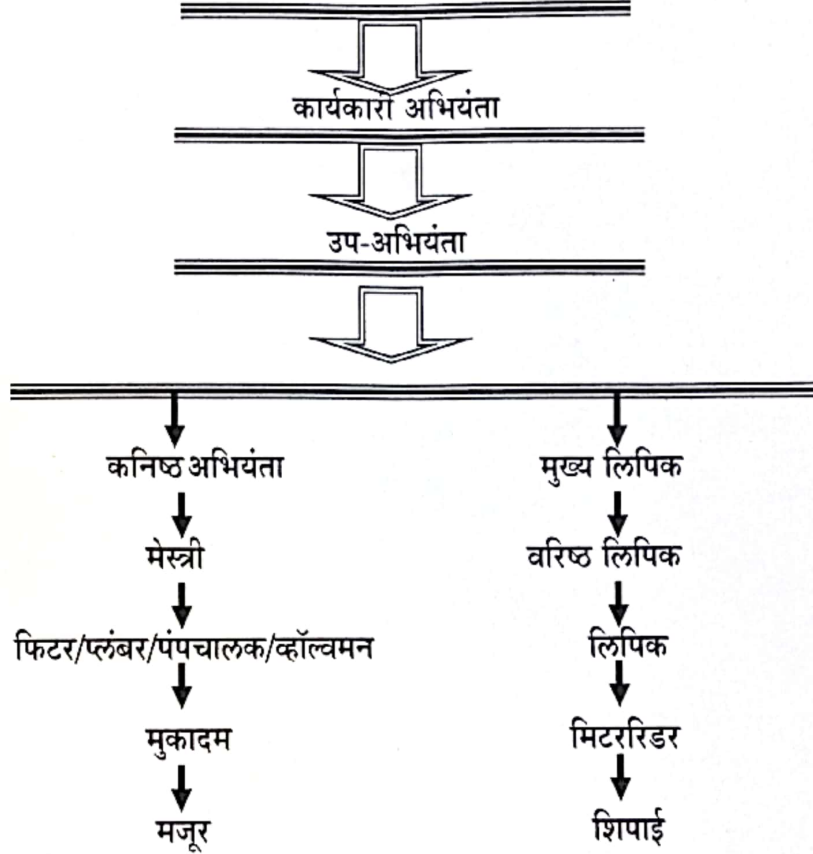 कार्यकारी अभियंता
उप-अभियंता
कनिष्ठ अभियंता
मुख्य लिपिक
मेस्त्री
वरिष्ठ लिपिक
फिटर/प्लंबर/पंपचालक/व्हॉल्वमन
लिपिक
मुकादम
मिटररिडर
मजूर
शिपाई